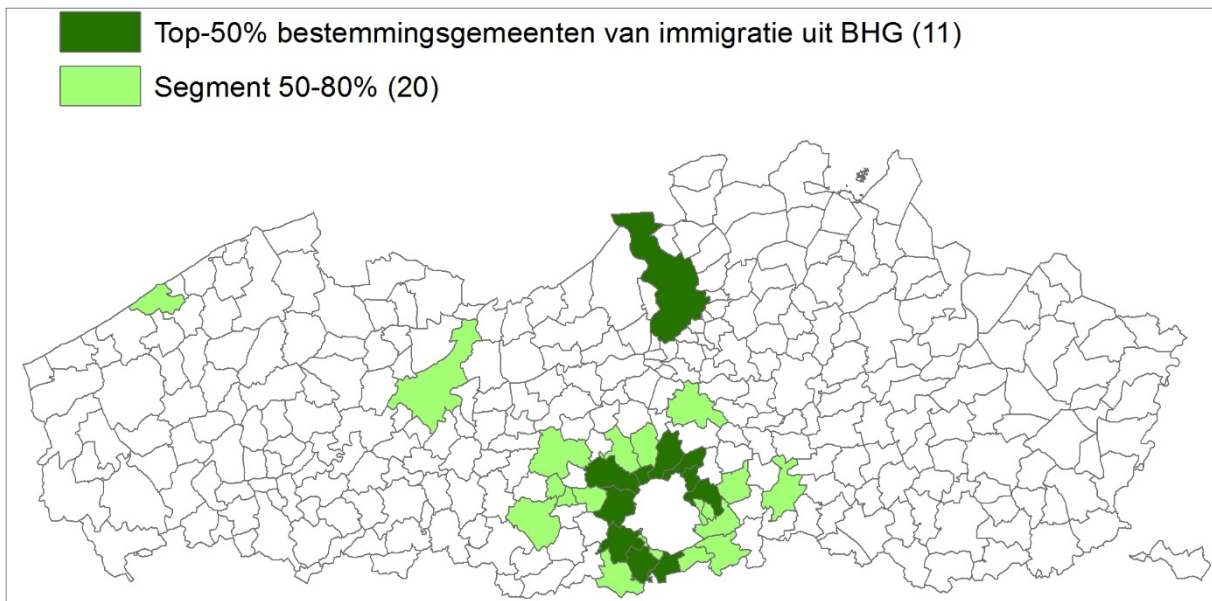 Top-50% bestemmingsgemeenten van immigratie uit BHG (11)
Segment 50-80% (20)